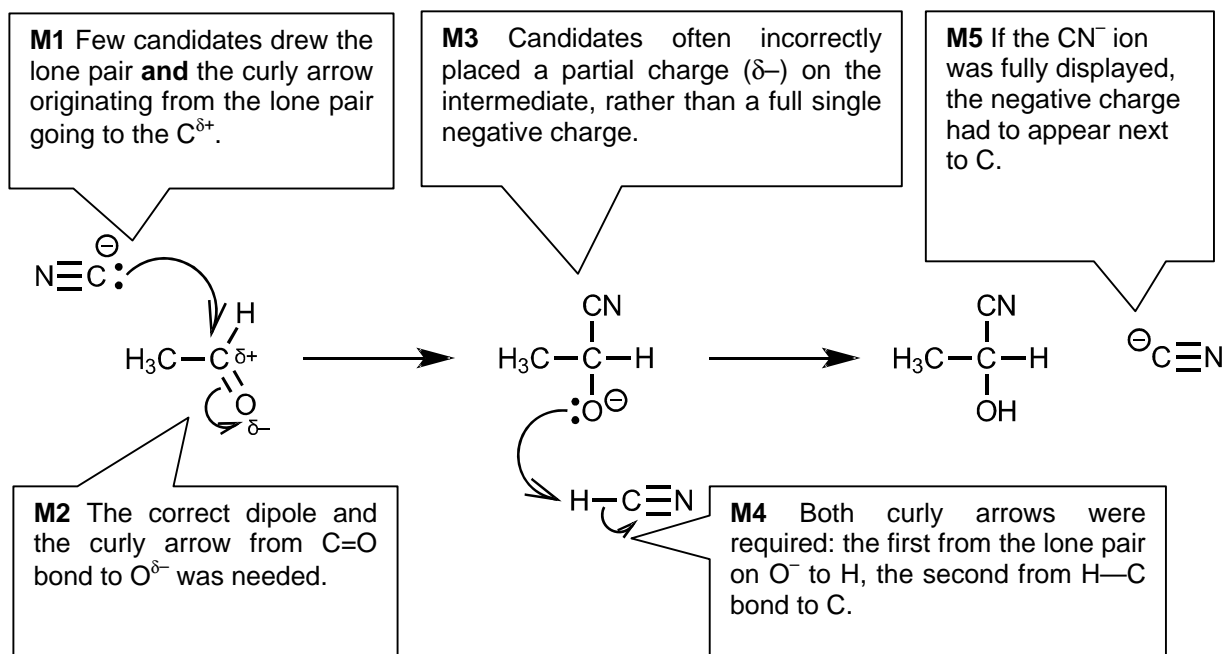 M1 Few candidates drew the
lone pair and the curly arrow
originating from the lone pair
going to the Cδ+.
M3 Candidates often incorrectly
placed a partial charge (δ–) on the
intermediate, rather than a full single
negative charge.
M5 If the CN⁻ ion
was fully displayed,
the negative charge
had to appear next
to C.
N≡C:⊖
H
H₃C–C δ+
O
δ–
CN
H₃C–C–H
:O⊖
H–C≡N
CN
H₃C–C–H
OH
⊖C≡N
M2 The correct dipole and
the curly arrow from C=O
bond to Oδ– was needed.
M4 Both curly arrows were
required: the first from the lone pair
on O⁻ to H, the second from H—C
bond to C.